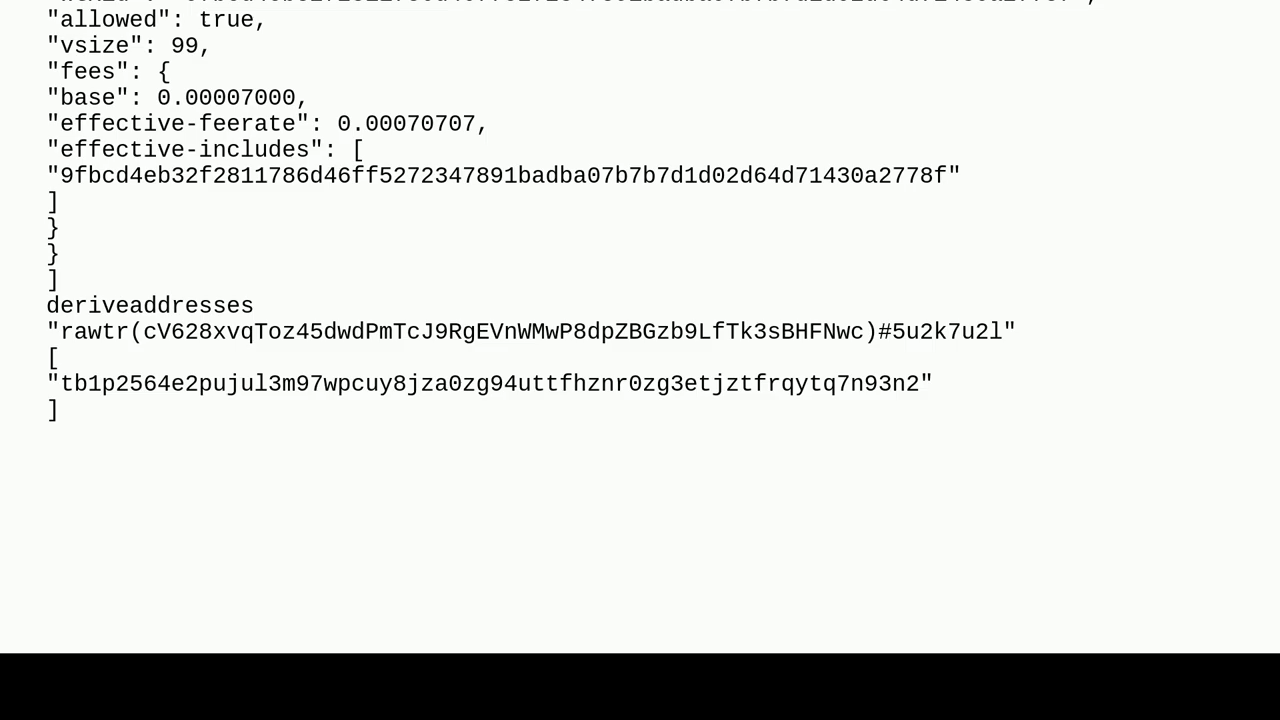 "allowed": true,
"vsize": 99,
"fees": {
"base": 0.00007000,
"effective-feerate": 0.00070707,
"effective-includes": [
"9fbcd4eb32f2811786d46ff5272347891badba07b7b7d1d02d64d71430a2778f"
]
}
}
]
deriveaddresses
"rawtr(cV628xvqToz45dwdPmTcJ9RgEVnWMwP8dpZBGzb9LfTk3sBHFNwc)#5u2k7u2l"
[
"tb1p2564e2pujul3m97wpcuy8jza0zg94uttfhznr0zg3etjztfrqytq7n93n2"
]